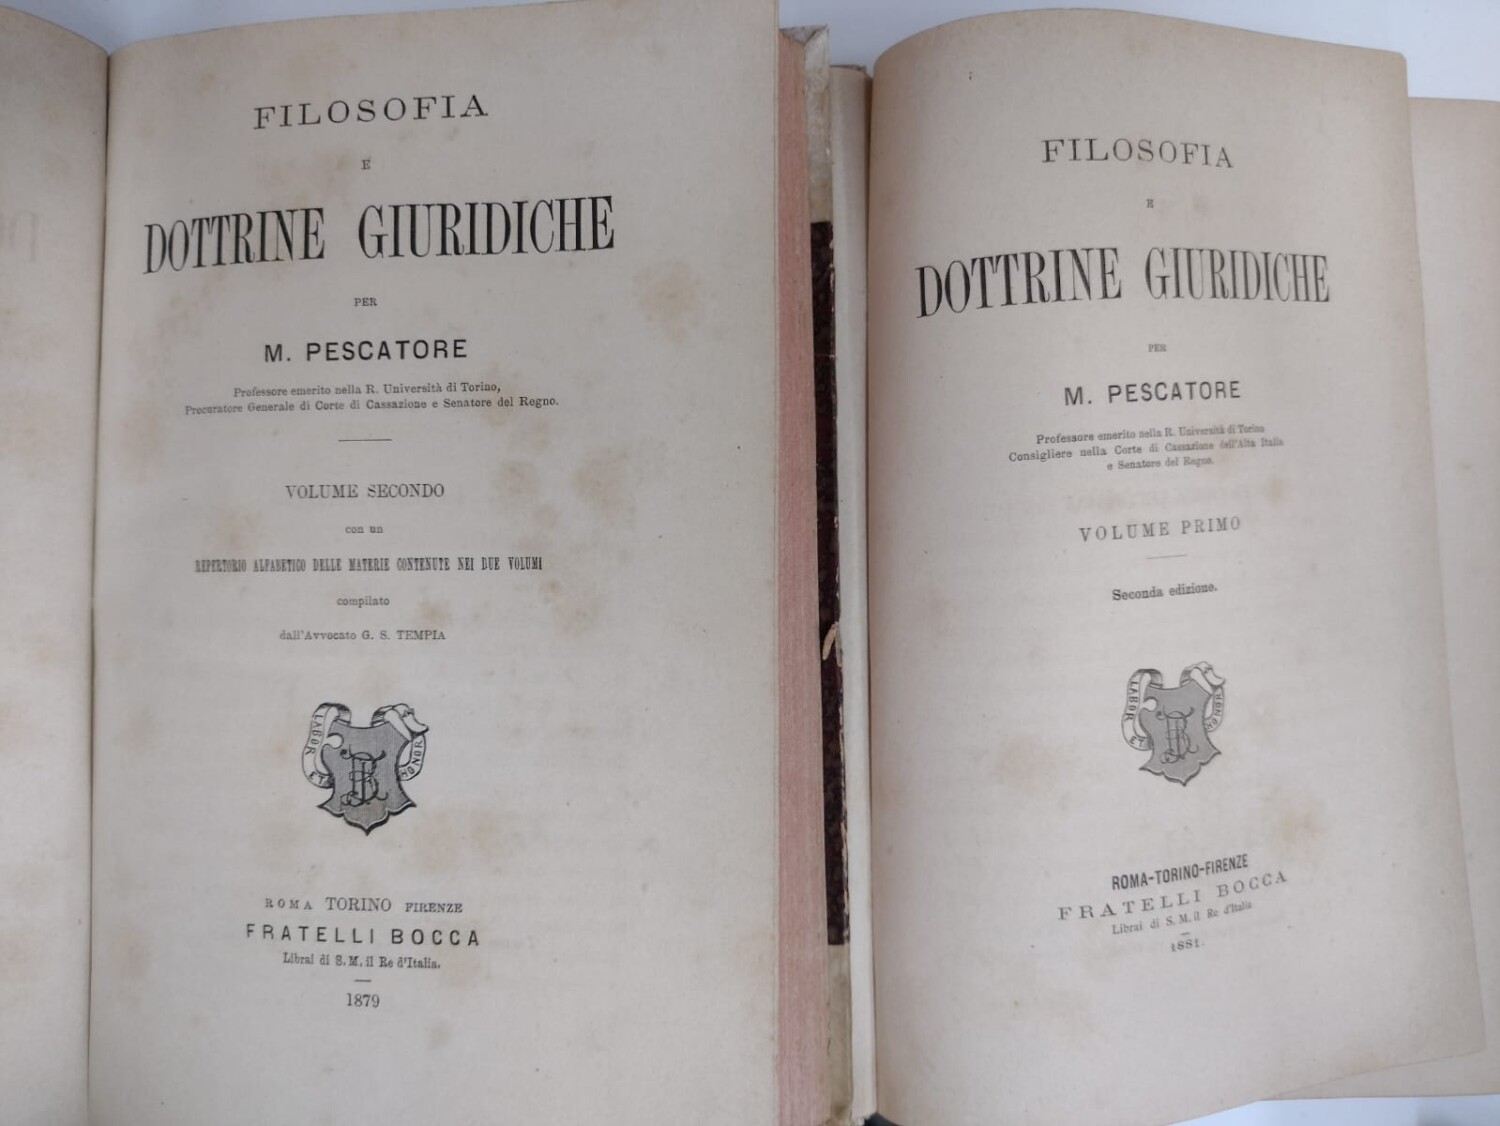 FILOSOFIA
E
DOTTRINE GIURIDICHE
PER
M. PESCATORE
Professore emerito nella R. Università di Torino,
Procuratore Generale di Corte di Cassazione e Senatore del Regno.
VOLUME SECONDO
con un
REPERTORIO ALFABETICO DELLE MATERIE CONTENUTE NEI DUE VOLUMI
compilato
dall'Avvocato G. S. TEMPIA
LABOR ET HONOR
ROMA TORINO FIRENZE
FRATELLI BOCCA
Librai di S. M. il Re d'Italia.
1879
FILOSOFIA
E
DOTTRINE GIURIDICHE
PER
M. PESCATORE
Professore emerito nella R. Università di Torino
Consigliere nella Corte di Cassazione dell'Alta Italia
e Senatore del Regno.
VOLUME PRIMO
Seconda edizione.
LABOR ET HONOR
ROMA-TORINO-FIRENZE
FRATELLI BOCCA
Librai di S. M. il Re d'Italia
1881.